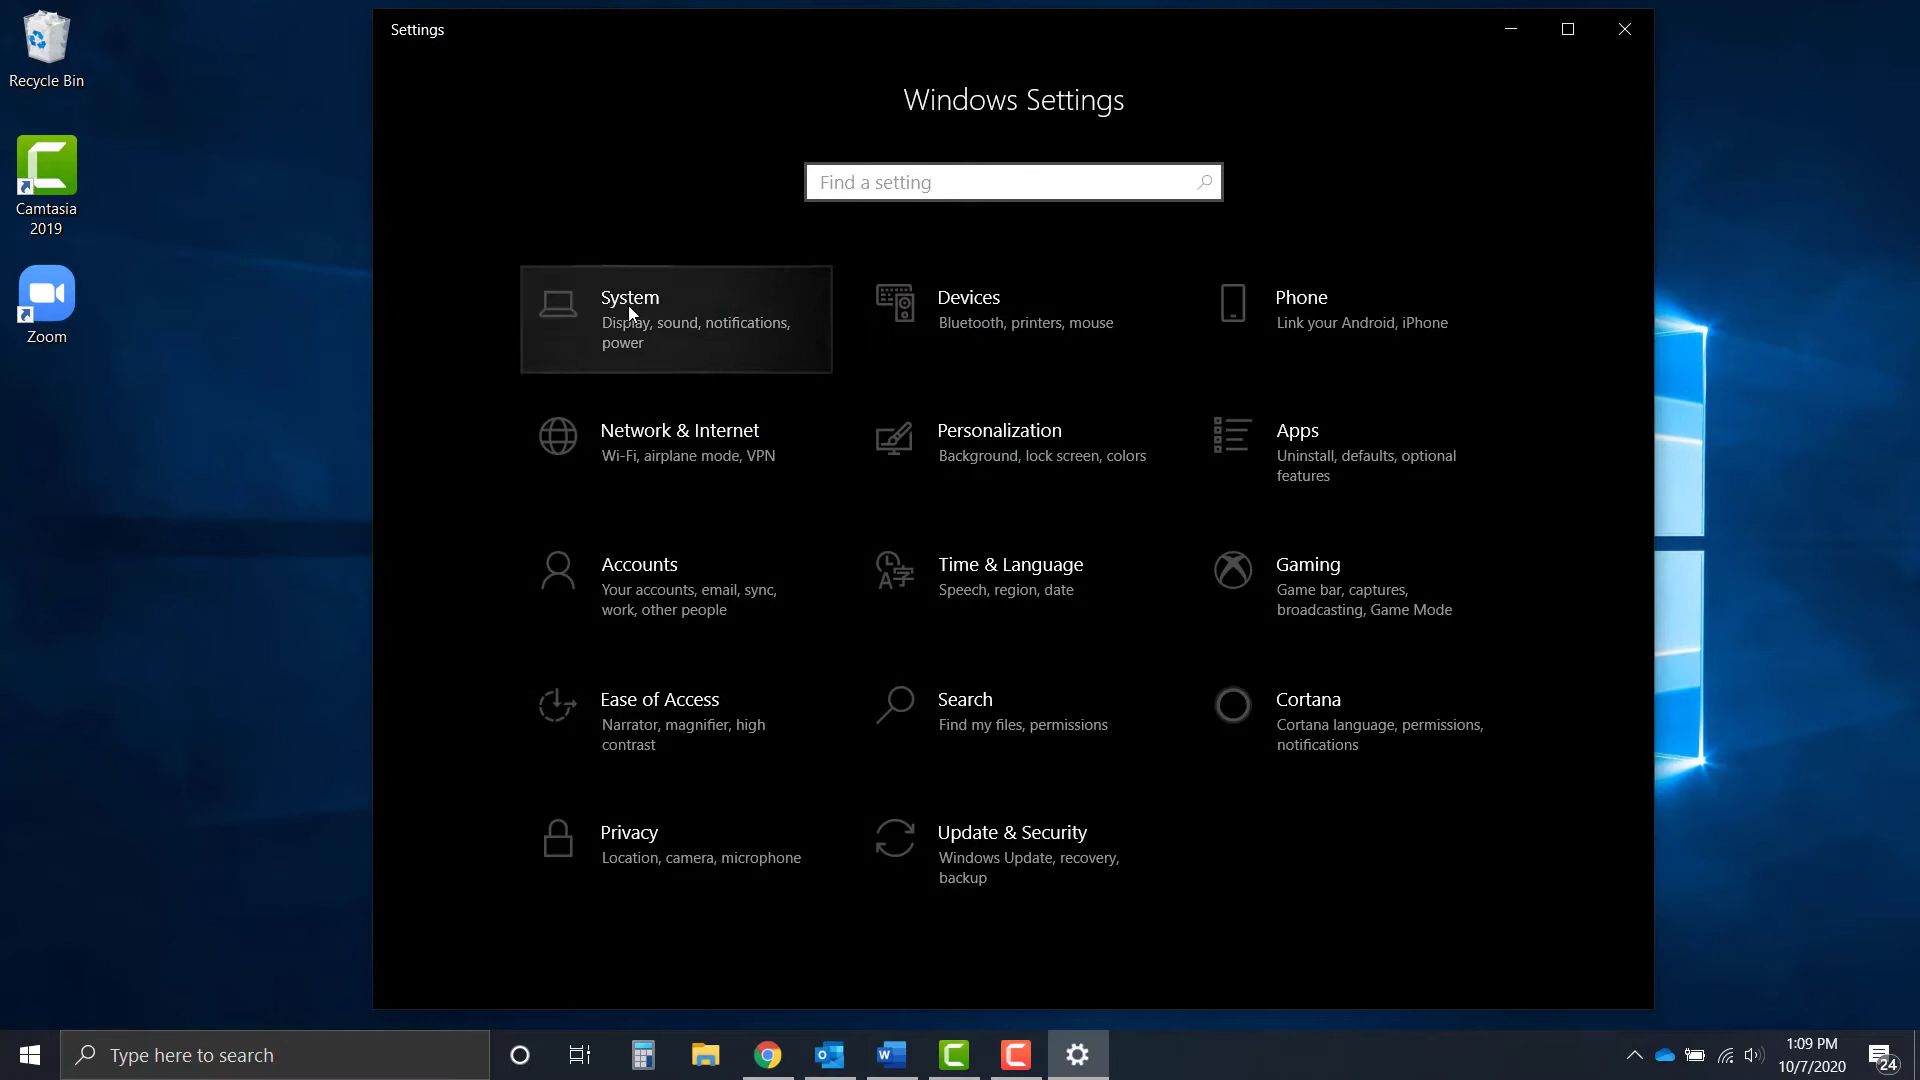 Recycle Bin
Camtasia
2019
Zoom
Settings
Windows Settings
Find a setting
System
Display, sound, notifications,
power
Devices
Bluetooth, printers, mouse
Phone
Link your Android, iPhone
Network & Internet
Wi-Fi, airplane mode, VPN
Personalization
Background, lock screen, colors
Apps
Uninstall, defaults, optional
features
Accounts
Your accounts, email, sync,
work, other people
Time & Language
Speech, region, date
Gaming
Game bar, captures,
broadcasting, Game Mode
Ease of Access
Narrator, magnifier, high
contrast
Search
Find my files, permissions
Cortana
Cortana language, permissions,
notifications
Privacy
Location, camera, microphone
Update & Security
Windows Update, recovery,
backup
Type here to search
1:09 PM
10/7/2020
24